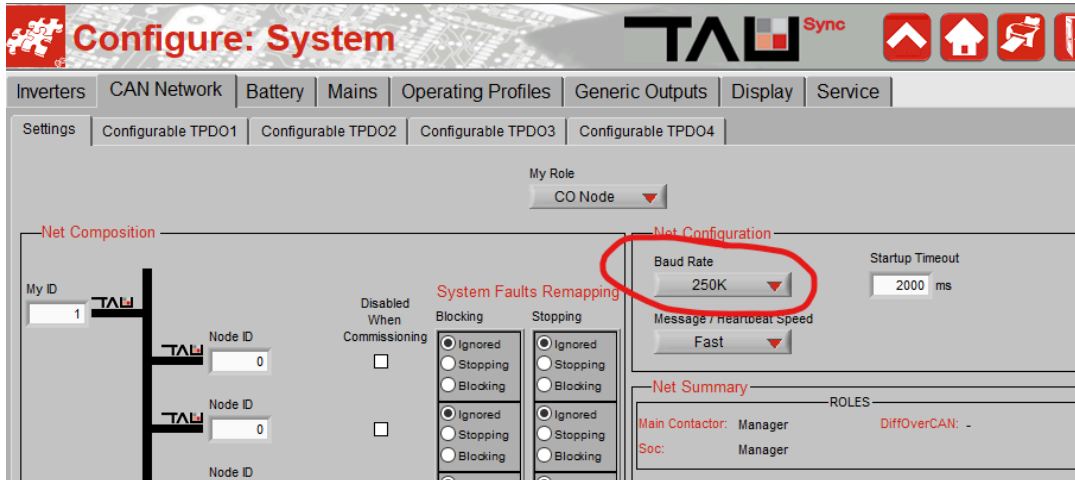 Configure: System
TAU Sync
Inverters CAN Network Battery Mains Operating Profiles Generic Outputs Display Service
Settings Configurable TPDO1 Configurable TPDO2 Configurable TPDO3 Configurable TPDO4
My Role
CO Node
Net Composition
My ID
1
TAU
Disabled
When
Commissioning
System Faults Remapping
Blocking Stopping
TAU
Node ID
0
Ignored
Stopping
Blocking
Ignored
Stopping
Blocking
TAU
Node ID
0
Ignored
Stopping
Blocking
Ignored
Stopping
Blocking
Node ID
Net Configuration
Baud Rate
250K
Startup Timeout
2000 ms
Message / Heartbeat Speed
Fast
Net Summary
ROLES
Main Contactor: Manager DiffOverCAN: -
Soc: Manager